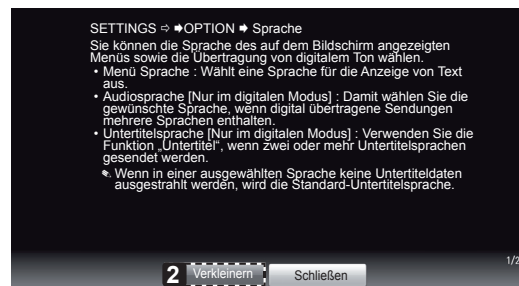 SETTINGS ⇨ ➡OPTION ➡ Sprache
Sie können die Sprache des auf dem Bildschirm angezeigten
Menüs sowie die Übertragung von digitalem Ton wählen.
• Menü Sprache : Wählt eine Sprache für die Anzeige von Text
aus.
• Audiosprache [Nur im digitalen Modus] : Damit wählen Sie die
gewünschte Sprache, wenn digital übertragene Sendungen
mehrere Sprachen enthalten.
• Untertitelsprache [Nur im digitalen Modus] : Verwenden Sie die
Funktion „Untertitel“, wenn zwei oder mehr Untertitelsprachen
gesendet werden.
✎ Wenn in einer ausgewählten Sprache keine Untertiteldaten
ausgestrahlt werden, wird die Standard-Untertitelsprache.
1/2
2 Verkleinern Schließen